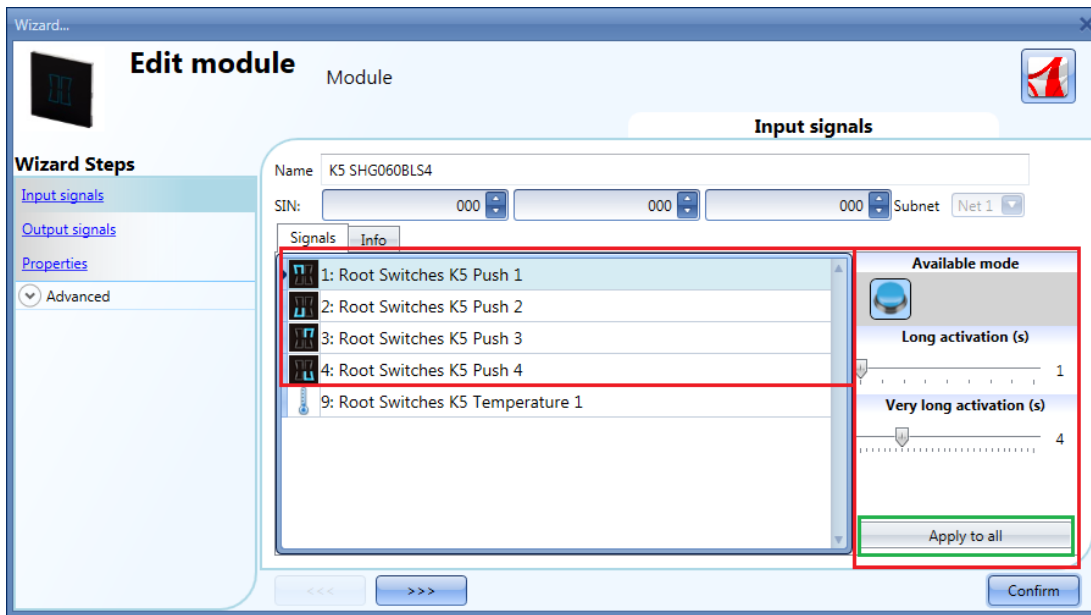 Wizard...
Edit module
Module
Input signals
Wizard Steps
Input signals
Output signals
Properties
Advanced
Name K5 SHG060BLS4
SIN: 000 000 000 Subnet Net 1
Signals Info
1: Root Switches K5 Push 1
2: Root Switches K5 Push 2
3: Root Switches K5 Push 3
4: Root Switches K5 Push 4
9: Root Switches K5 Temperature 1
Available mode
Long activation (s)
1
Very long activation (s)
4
Apply to all
<<< >>> Confirm